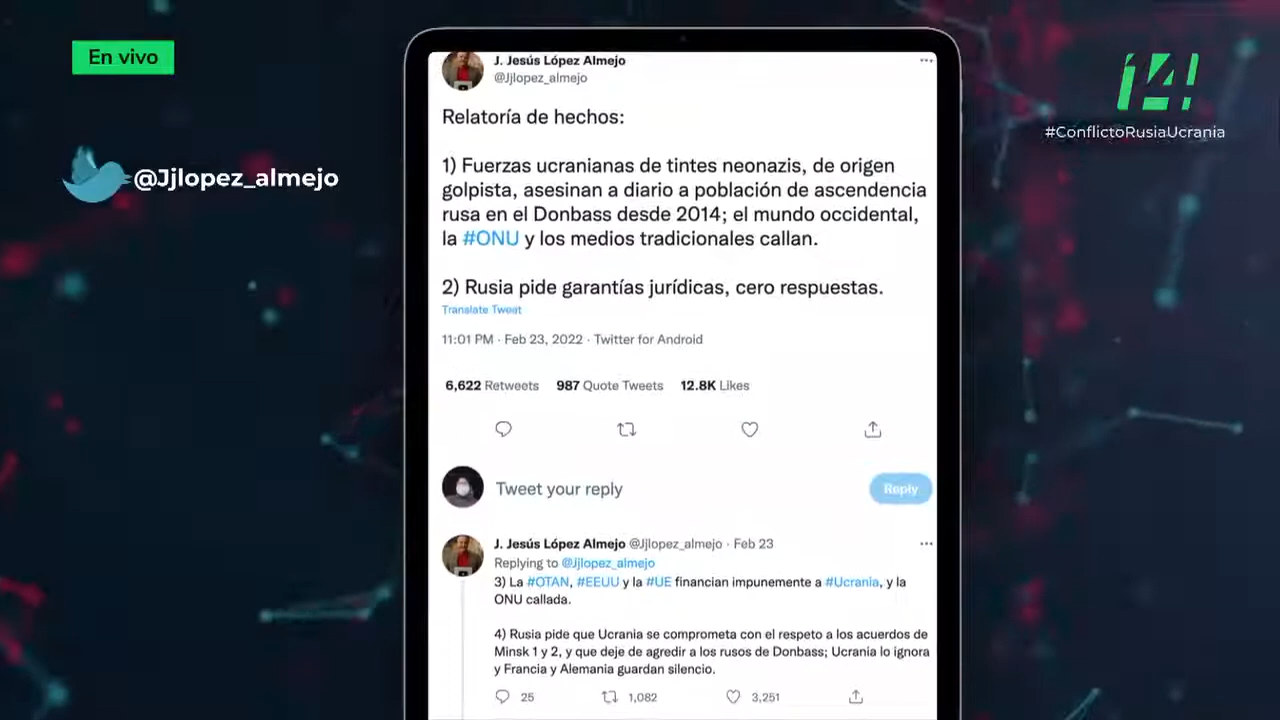 En vivo
@Jjlopez_almejo
14!
#ConflictoRusiaUcrania
J. Jesús López Almejo
@Jjlopez_almejo
Relatoría de hechos:
1) Fuerzas ucranianas de tintes neonazis, de origen
golpista, asesinan a diario a población de ascendencia
rusa en el Donbass desde 2014; el mundo occidental,
la #ONU y los medios tradicionales callan.
2) Rusia pide garantías jurídicas, cero respuestas.
Translate Tweet
11:01 PM · Feb 23, 2022 · Twitter for Android
6,622 Retweets 987 Quote Tweets 12.8K Likes
Tweet your reply
Reply
J. Jesús López Almejo @Jjlopez_almejo · Feb 23
Replying to @Jjlopez_almejo
3) La #OTAN, #EEUU y la #UE financian impunemente a #Ucrania, y la
ONU callada.
4) Rusia pide que Ucrania se comprometa con el respeto a los acuerdos de
Minsk 1 y 2, y que deje de agredir a los rusos de Donbass; Ucrania lo ignora
y Francia y Alemania guardan silencio.
25 1,082 3,251